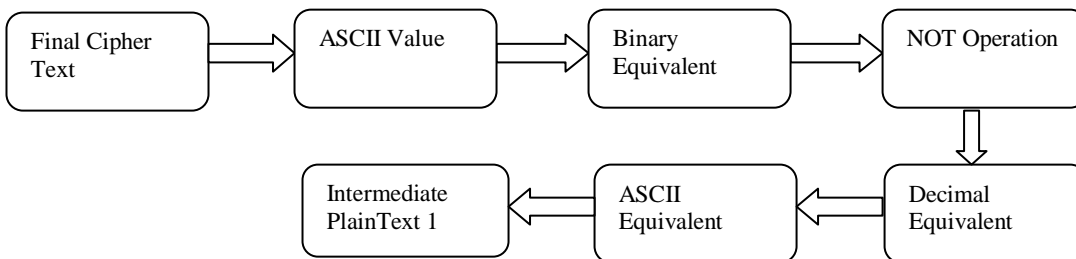 Final Cipher
Text
ASCII Value
Binary
Equivalent
NOT Operation
Decimal
Equivalent
ASCII
Equivalent
Intermediate
PlainText 1